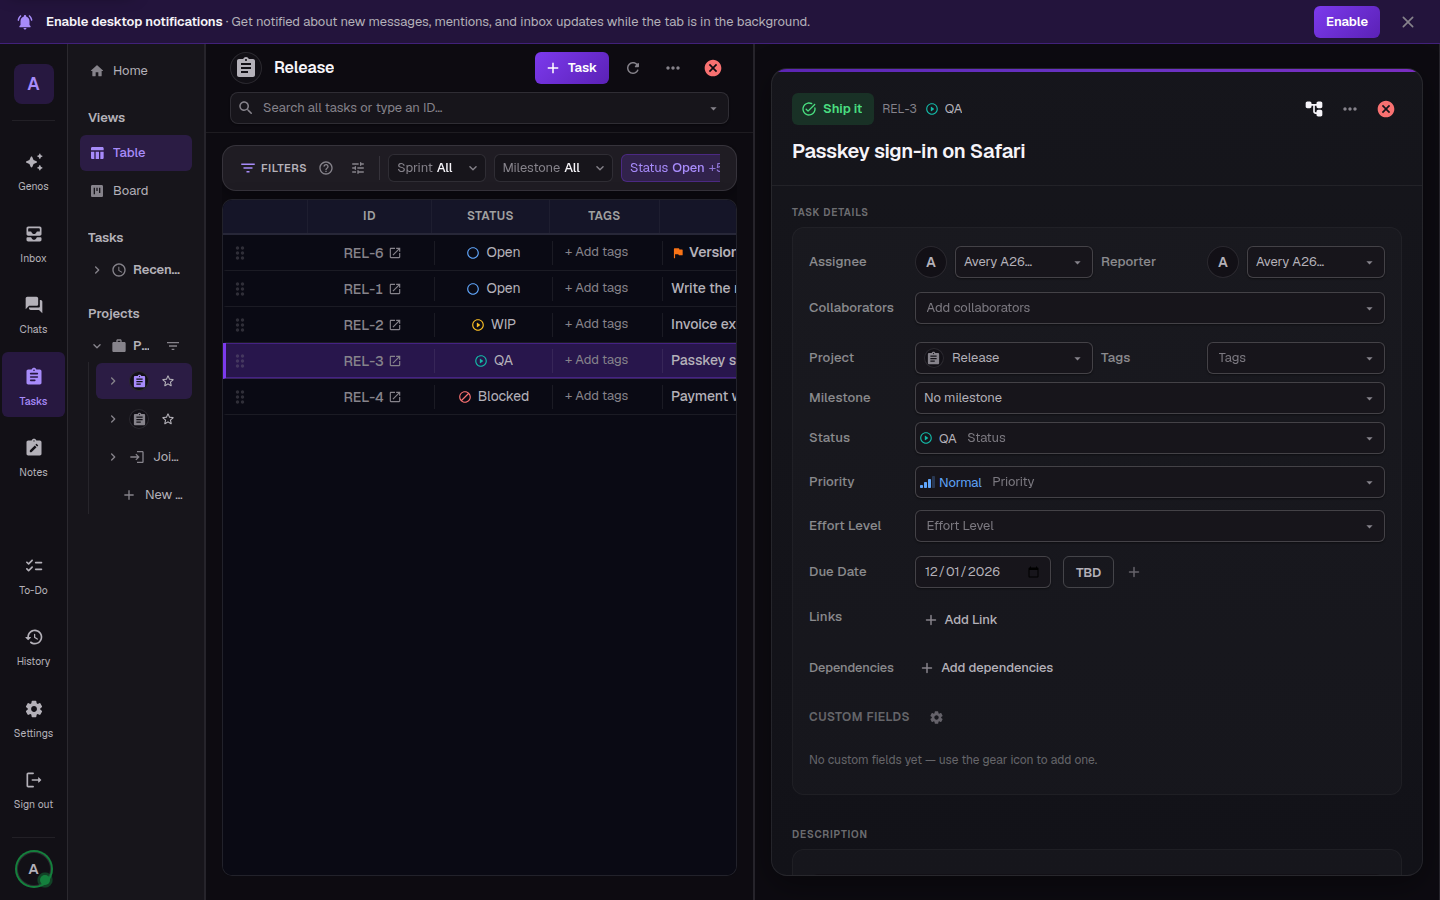 Enable desktop notifications · Get notified about new messages, mentions, and inbox updates while the tab is in the background.
Enable
A
Genos
Inbox
Chats
Tasks
Notes
To-Do
History
Settings
Sign out
A
Home
Views
Table
Board
Tasks
Recen...
Projects
P...
Joi...
New ...
Release
Task
Search all tasks or type an ID...
FILTERS
Sprint All
Milestone All
Status Open +5
ID STATUS TAGS
REL-6 Open + Add tags Version
REL-1 Open + Add tags Write the
REL-2 WIP + Add tags Invoice ex
REL-3 QA + Add tags Passkey s
REL-4 Blocked + Add tags Payment w
Ship it REL-3 QA
Passkey sign-in on Safari
TASK DETAILS
Assignee A Avery A26... Reporter A Avery A26...
Collaborators Add collaborators
Project Release Tags Tags
Milestone No milestone
Status QA Status
Priority Normal Priority
Effort Level Effort Level
Due Date 12/01/2026 TBD
Links Add Link
Dependencies Add dependencies
CUSTOM FIELDS
No custom fields yet — use the gear icon to add one.
DESCRIPTION